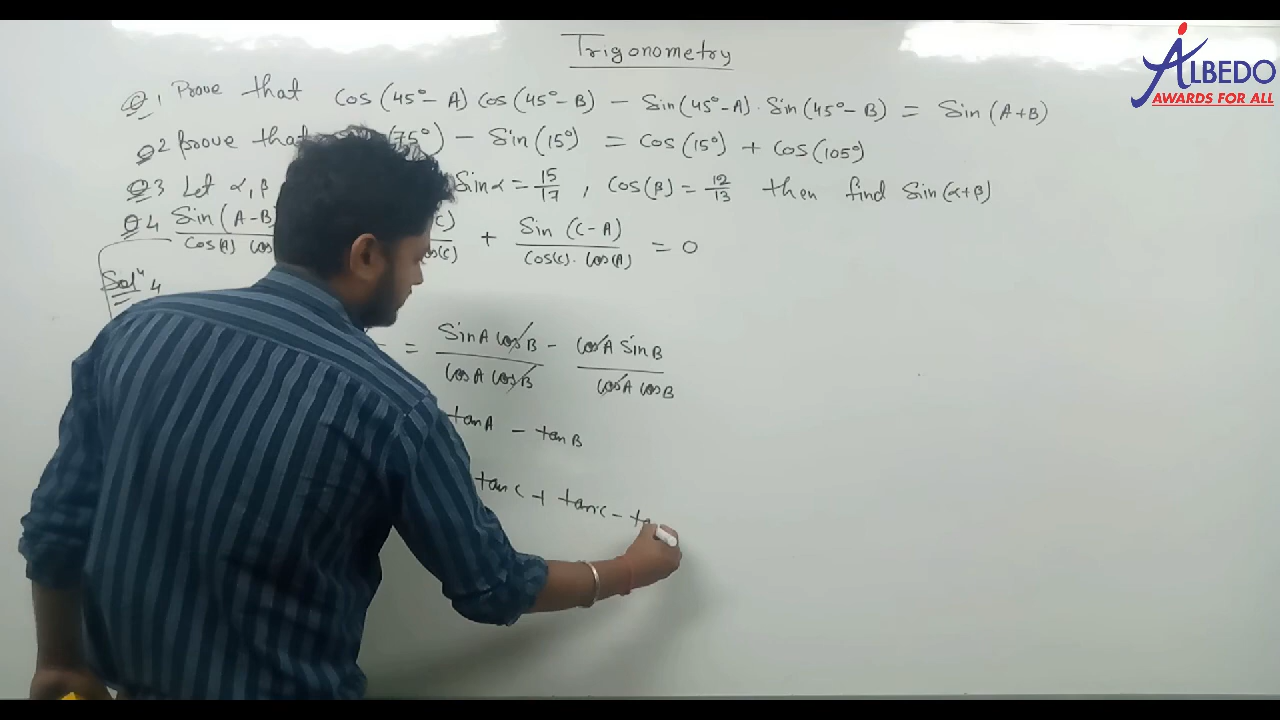 Trigonometry
ALBEDO
AWARDS FOR ALL
Q1 Prove that Cos(45°-A) Cos(45°-B) - Sin(45°-A).Sin(45°-B) = Sin(A+B)
Q2 prove that (75°) - Sin(15°) = Cos(15°) + Cos(105°)
Q3 Let α,β Sinα = 15/17 , Cos(β) = 12/13 then find Sin(α+β)
Q4 Sin(A-B) / Cos(A) C) / Cos(C) + Sin(C-A) / Cos(C).Cos(A) = 0
Solⁿ 4
= SinA CosB / CosA CosB - CosA SinB / CosA CosB
tanA - tanB
tanC + tanC -